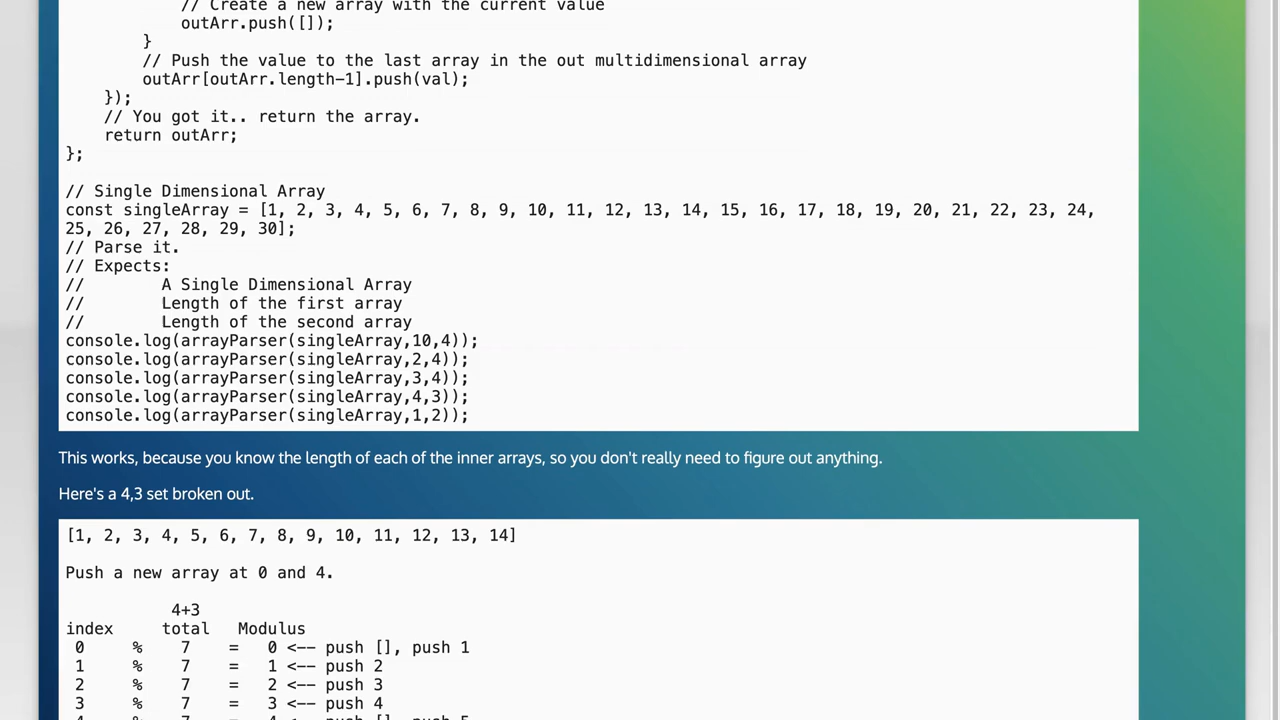 // Create a new array with the current value
outArr.push([]);
}
// Push the value to the last array in the out multidimensional array
outArr[outArr.length-1].push(val);
});
// You got it.. return the array.
return outArr;
};
// Single Dimensional Array
const singleArray = [1, 2, 3, 4, 5, 6, 7, 8, 9, 10, 11, 12, 13, 14, 15, 16, 17, 18, 19, 20, 21, 22, 23, 24,
25, 26, 27, 28, 29, 30];
// Parse it.
// Expects:
// A Single Dimensional Array
// Length of the first array
// Length of the second array
console.log(arrayParser(singleArray,10,4));
console.log(arrayParser(singleArray,2,4));
console.log(arrayParser(singleArray,3,4));
console.log(arrayParser(singleArray,4,3));
console.log(arrayParser(singleArray,1,2));
This works, because you know the length of each of the inner arrays, so you don't really need to figure out anything.
Here's a 4,3 set broken out.
[1, 2, 3, 4, 5, 6, 7, 8, 9, 10, 11, 12, 13, 14]
Push a new array at 0 and 4.
4+3
index total Modulus
0 % 7 = 0 <-- push [], push 1
1 % 7 = 1 <-- push 2
2 % 7 = 2 <-- push 3
3 % 7 = 3 <-- push 4